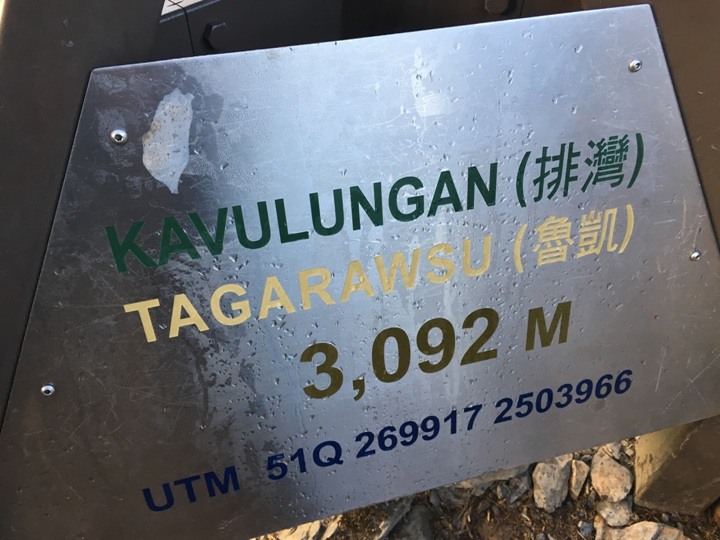 KAVULUNGAN (排灣)
TAGARAWSU (魯凱)
3,092 M
UTM 51Q 269917 2503966